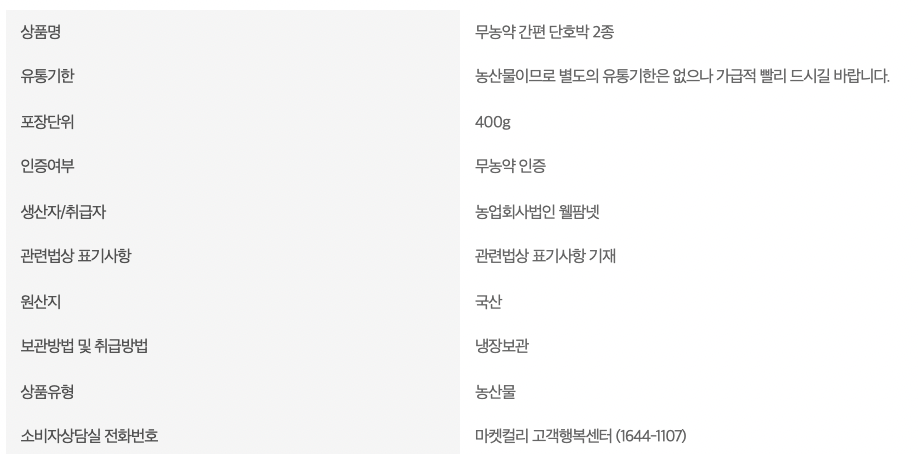 상품명 무농약 간편 단호박 2종
유통기한 농산물이므로 별도의 유통기한은 없으나 가급적 빨리 드시길 바랍니다.
포장단위 400g
인증여부 무농약 인증
생산자/취급자 농업회사법인 웰팜넷
관련법상 표기사항 관련법상 표기사항 기재
원산지 국산
보관방법 및 취급방법 냉장보관
상품유형 농산물
소비자상담실 전화번호 마켓컬리 고객행복센터 (1644-1107)